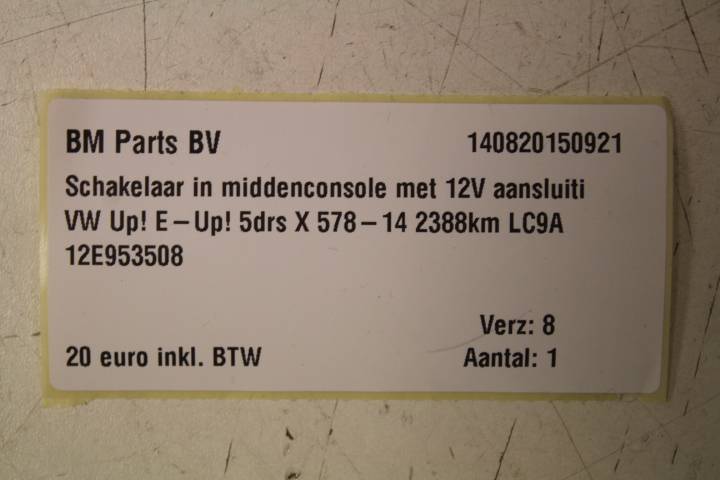 BM Parts BV 140820150921
Schakelaar in middenconsole met 12V aansluiti
VW Up! E-Up! 5drs X 578-14 2388km LC9A
12E953508
Verz: 8
20 euro inkl. BTW Aantal: 1